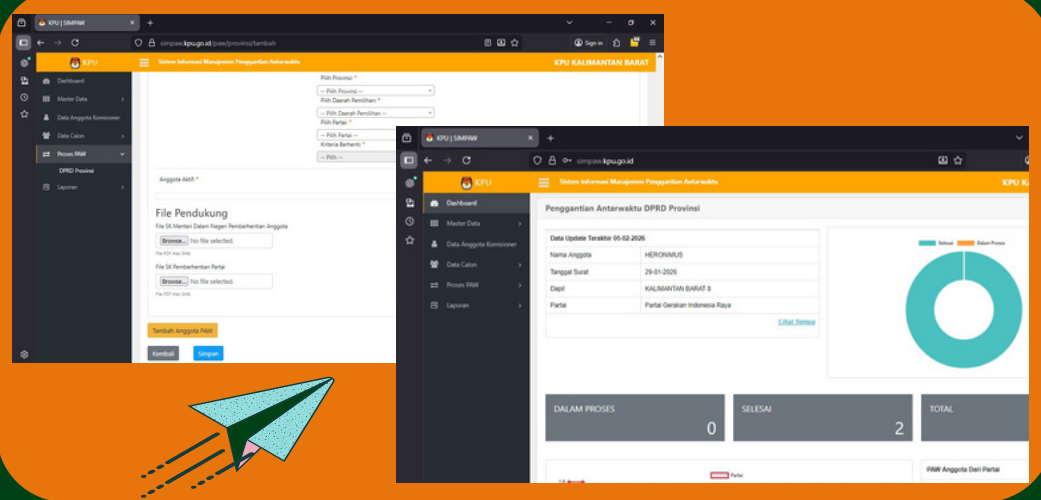 KPU | SIMPAW
simpaw.kpu.go.id/paw/provinsi/tambah
Sign in
KPU
Sistem Informasi Manajemen Penggantian Antarwaktu
KPU KALIMANTAN BARAT
Dashboard
Master Data
Data Anggota Komisioner
Data Calon
Proses PAW
DPRD Provinsi
Laporan
Pilih Provinsi: *
-- Pilih Provinsi --
Pilih Daerah Pemilihan: *
-- Pilih Daerah Pemilihan --
Pilih Partai: *
-- Pilih Partai --
Kriteria Berhenti: *
-- Pilih --
Anggota Aktif: *
File Pendukung
File SK Menteri Dalam Negeri Pemberhentian Anggota
Browse... No file selected.
File SK Pemberhentian Partai
Browse... No file selected.
Tambah Anggota PAW
Kembali
Simpan
KPU | SIMPAW
simpaw.kpu.go.id
KPU
Sistem Informasi Manajemen Penggantian Antarwaktu
KPU KA
Dashboard
Master Data
Data Anggota Komisioner
Data Calon
Proses PAW
Laporan
Penggantian Antarwaktu DPRD Provinsi
Data Update Terakhir 05-02-2026
Nama Anggota HERONIMUS
Tanggal Surat 29-01-2026
Dapil KALIMANTAN BARAT 8
Partai Partai Gerakan Indonesia Raya
Lihat Semua
Selesai Dalam Proses
DALAM PROSES
0
SELESAI
2
TOTAL
Partai
PAW Anggota Dari Partai